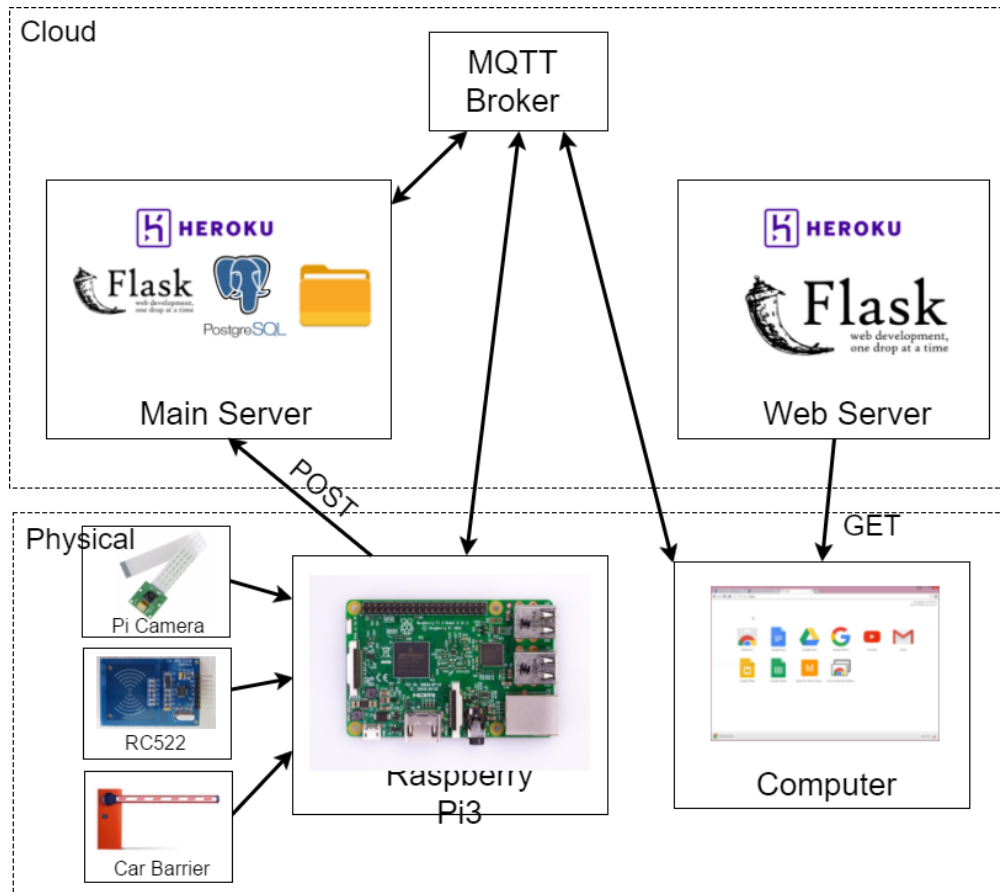 Cloud
MQTT
Broker
HEROKU
Flask
web development,
one drop at a time
PostgreSQL
Main Server
HEROKU
Flask
web development,
one drop at a time
Web Server
POST
GET
Physical
Pi Camera
RC522
Car Barrier
Raspberry
Pi3
Computer